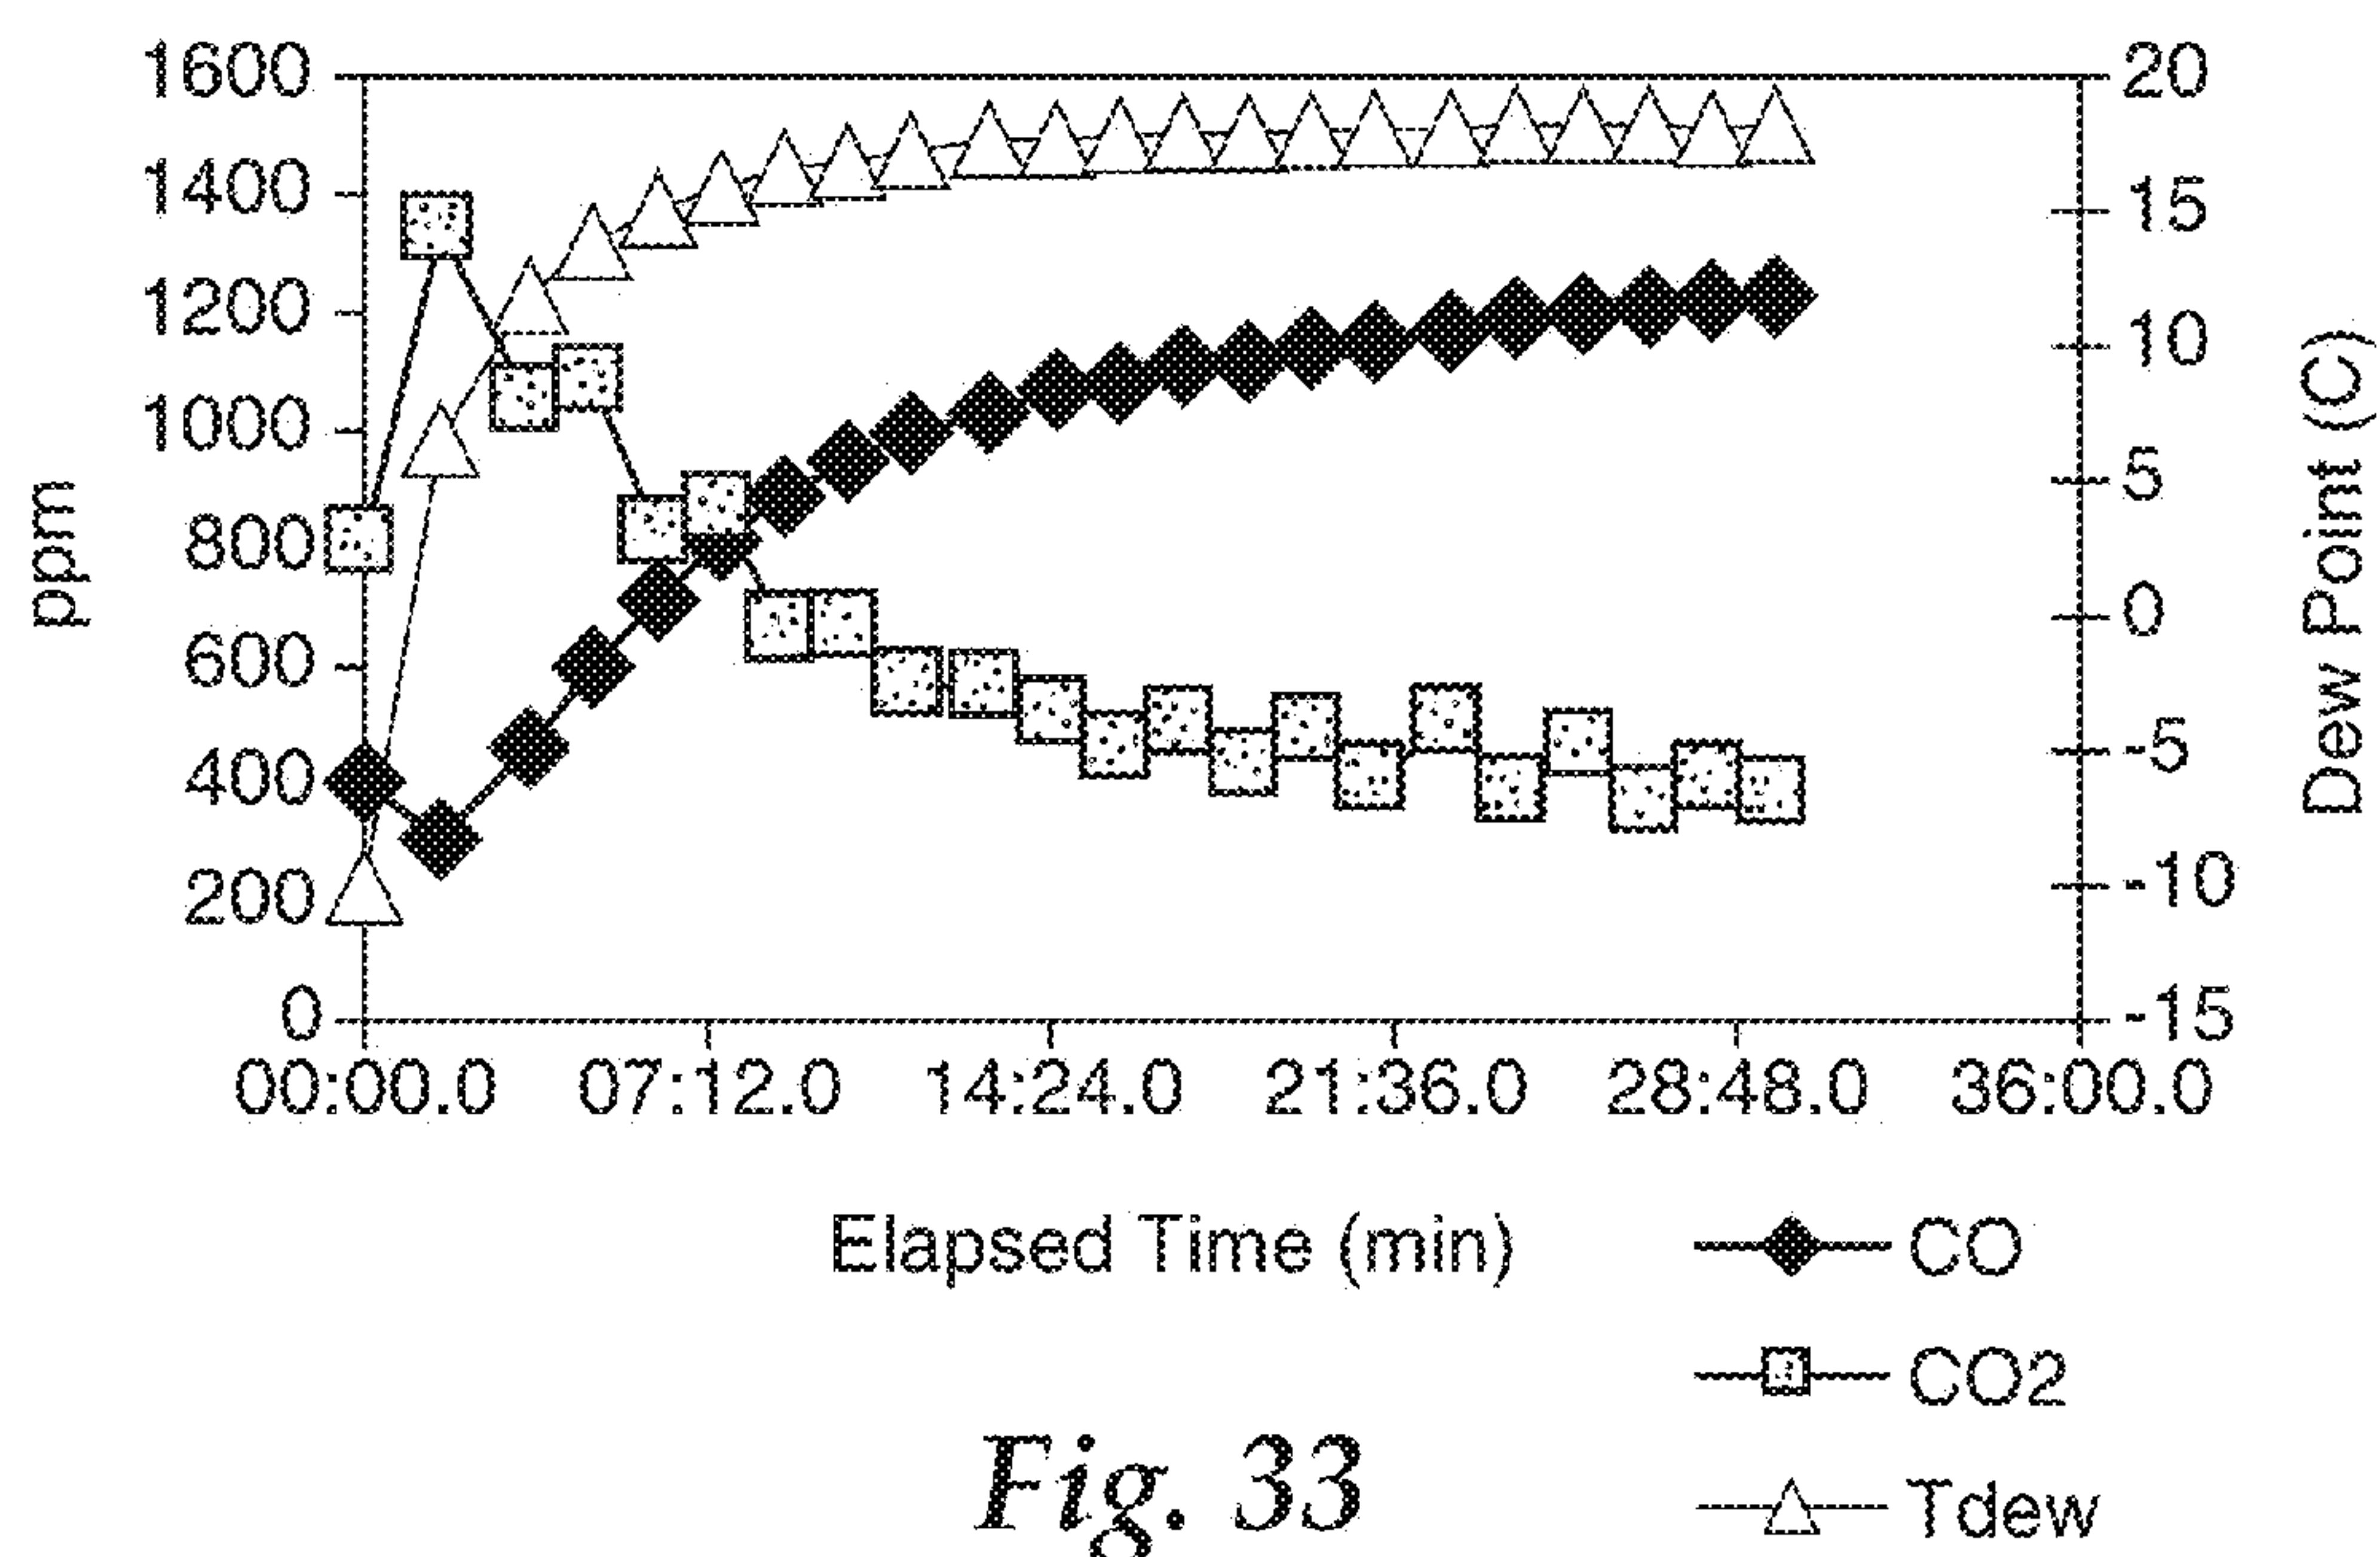 1600
1400
1200
1000
800
600
400
200
0
ppm
20
15
10
5
0
-5
-10
-15
Dew Point (C)
00:00.0 07:12.0 14:24.0 21:36.0 28:48.0 36:00.0
Elapsed Time (min)
CO
CO2
Tdew
Fig. 33